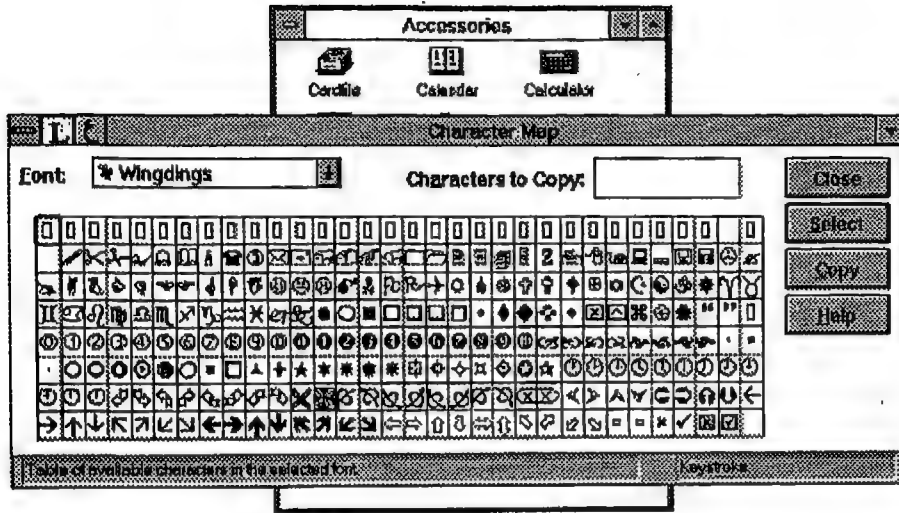 Accessories
Cardfile Calendar Calculator
Character Map
Font: Wingdings
Characters to Copy:
Close
Select
Copy
Help
Table of available characters in the selected font.
Keystroke: